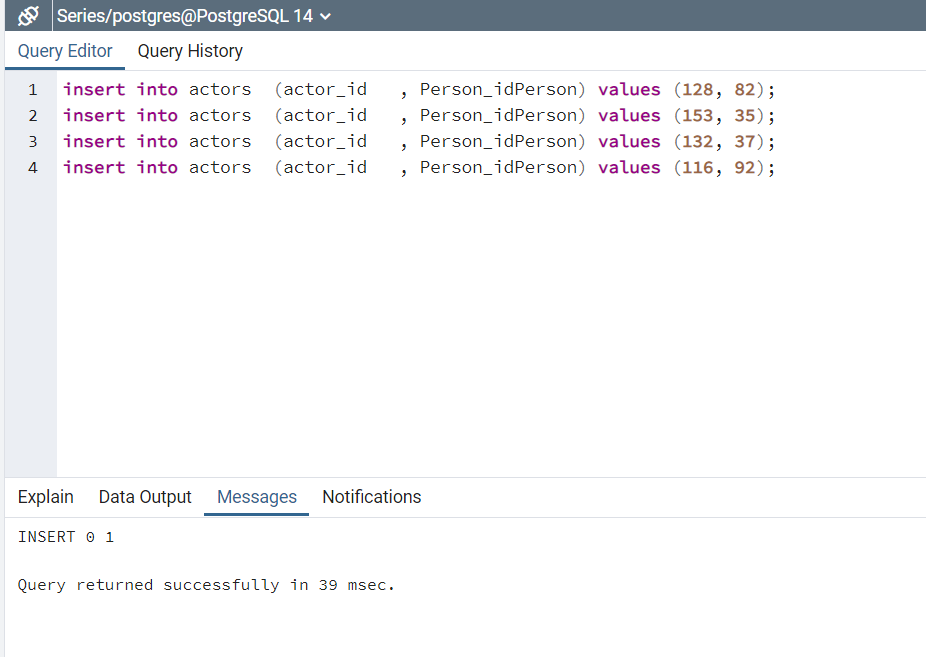 Series/postgres@PostgreSQL 14
Query Editor Query History
1 insert into actors  (actor_id   , Person_idPerson) values (128, 82);
2 insert into actors  (actor_id   , Person_idPerson) values (153, 35);
3 insert into actors  (actor_id   , Person_idPerson) values (132, 37);
4 insert into actors  (actor_id   , Person_idPerson) values (116, 92);
Explain Data Output Messages Notifications
INSERT 0 1
Query returned successfully in 39 msec.